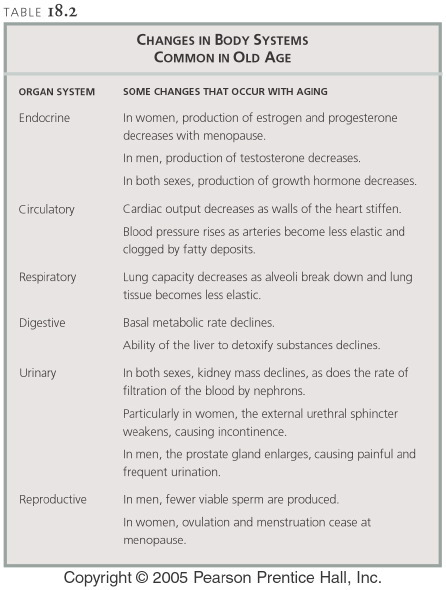 TABLE 18.2
CHANGES IN BODY SYSTEMS
COMMON IN OLD AGE
ORGAN SYSTEM SOME CHANGES THAT OCCUR WITH AGING
Endocrine In women, production of estrogen and progesterone
decreases with menopause.
In men, production of testosterone decreases.
In both sexes, production of growth hormone decreases.
Circulatory Cardiac output decreases as walls of the heart stiffen.
Blood pressure rises as arteries become less elastic and
clogged by fatty deposits.
Respiratory Lung capacity decreases as alveoli break down and lung
tissue becomes less elastic.
Digestive Basal metabolic rate declines.
Ability of the liver to detoxify substances declines.
Urinary In both sexes, kidney mass declines, as does the rate of
filtration of the blood by nephrons.
Particularly in women, the external urethral sphincter
weakens, causing incontinence.
In men, the prostate gland enlarges, causing painful and
frequent urination.
Reproductive In men, fewer viable sperm are produced.
In women, ovulation and menstruation cease at
menopause.
Copyright © 2005 Pearson Prentice Hall, Inc.